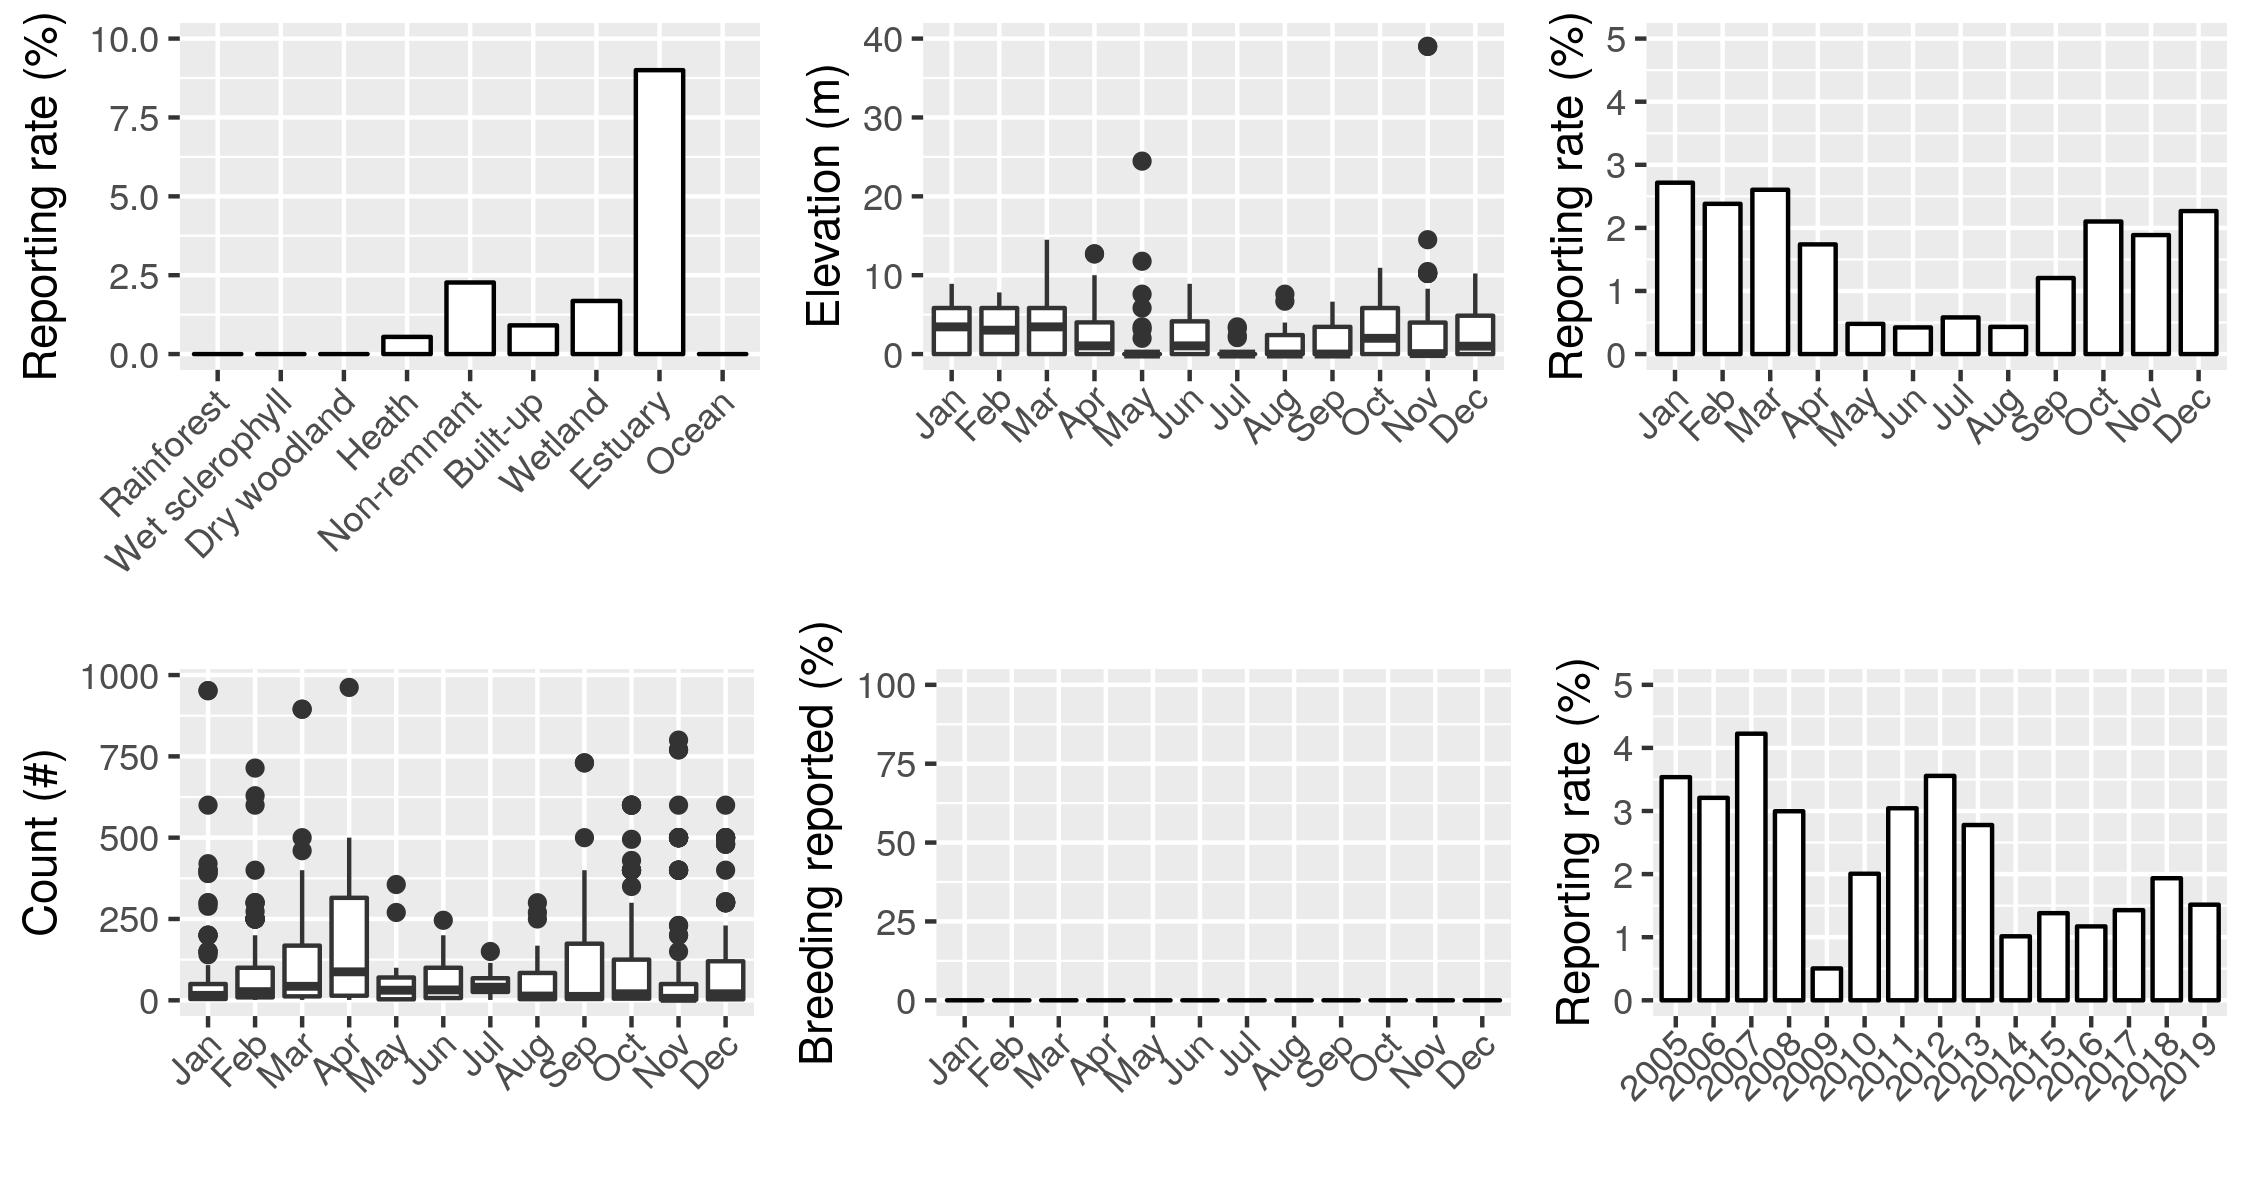 Reporting rate (%)
10.0
7.5
5.0
2.5
0.0
Rainforest
Wet sclerophyll
Dry woodland
Heath
Non-remnant
Built-up
Wetland
Estuary
Ocean
Elevation (m)
40
30
20
10
0
Jan
Feb
Mar
Apr
May
Jun
Jul
Aug
Sep
Oct
Nov
Dec
Reporting rate (%)
5
4
3
2
1
0
Jan
Feb
Mar
Apr
May
Jun
Jul
Aug
Sep
Oct
Nov
Dec
Count (#)
1000
750
500
250
0
Jan
Feb
Mar
Apr
May
Jun
Jul
Aug
Sep
Oct
Nov
Dec
Breeding reported (%)
100
75
50
25
0
Jan
Feb
Mar
Apr
May
Jun
Jul
Aug
Sep
Oct
Nov
Dec
Reporting rate (%)
5
4
3
2
1
0
2005
2006
2007
2008
2009
2010
2011
2012
2013
2014
2015
2016
2017
2018
2019